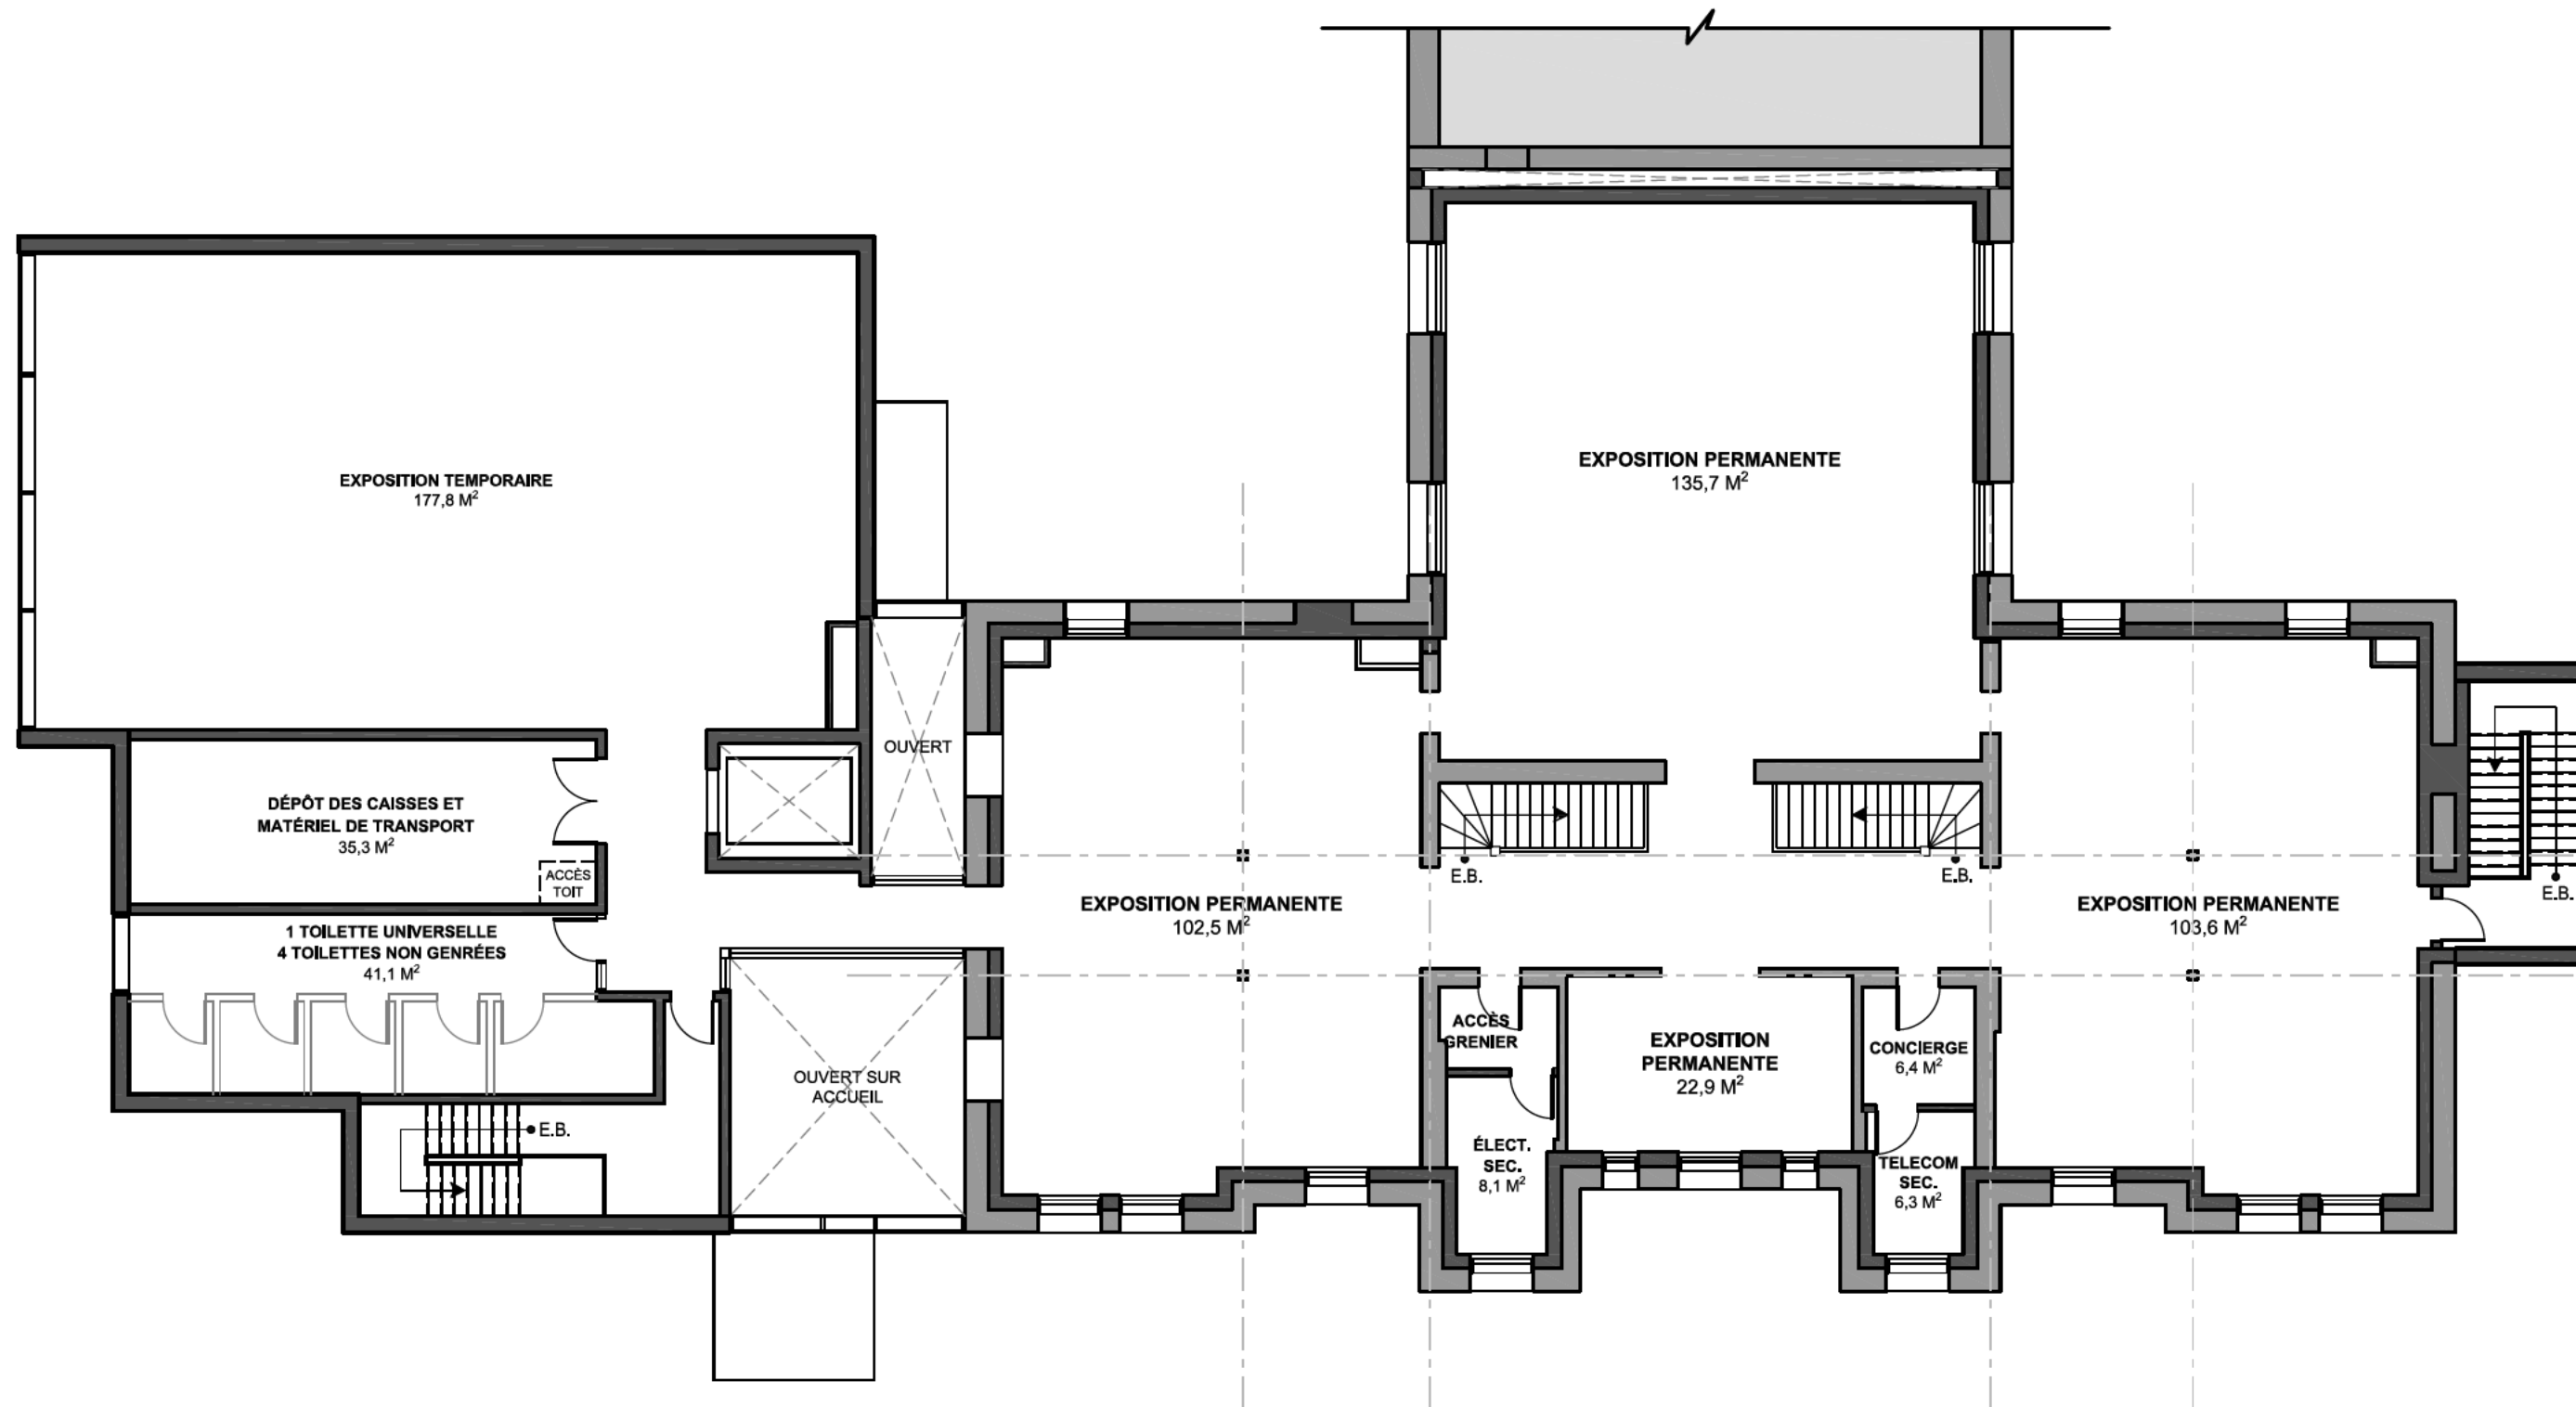 EXPOSITION TEMPORAIRE
177,8 M²
EXPOSITION PERMANENTE
135,7 M²
OUVERT
DÉPÔT DES CAISSES ET
MATÉRIEL DE TRANSPORT
35,3 M²
ACCÈS
TOIT
1 TOILETTE UNIVERSELLE
4 TOILETTES NON GENRÉES
41,1 M²
E.B.
OUVERT SUR
ACCUEIL
EXPOSITION PERMANENTE
102,5 M²
E.B.
E.B.
EXPOSITION PERMANENTE
103,6 M²
E.B.
ACCÈS
GRENIER
ÉLECT.
SEC.
8,1 M²
EXPOSITION
PERMANENTE
22,9 M²
CONCIERGE
6,4 M²
TELECOM
SEC.
6,3 M²